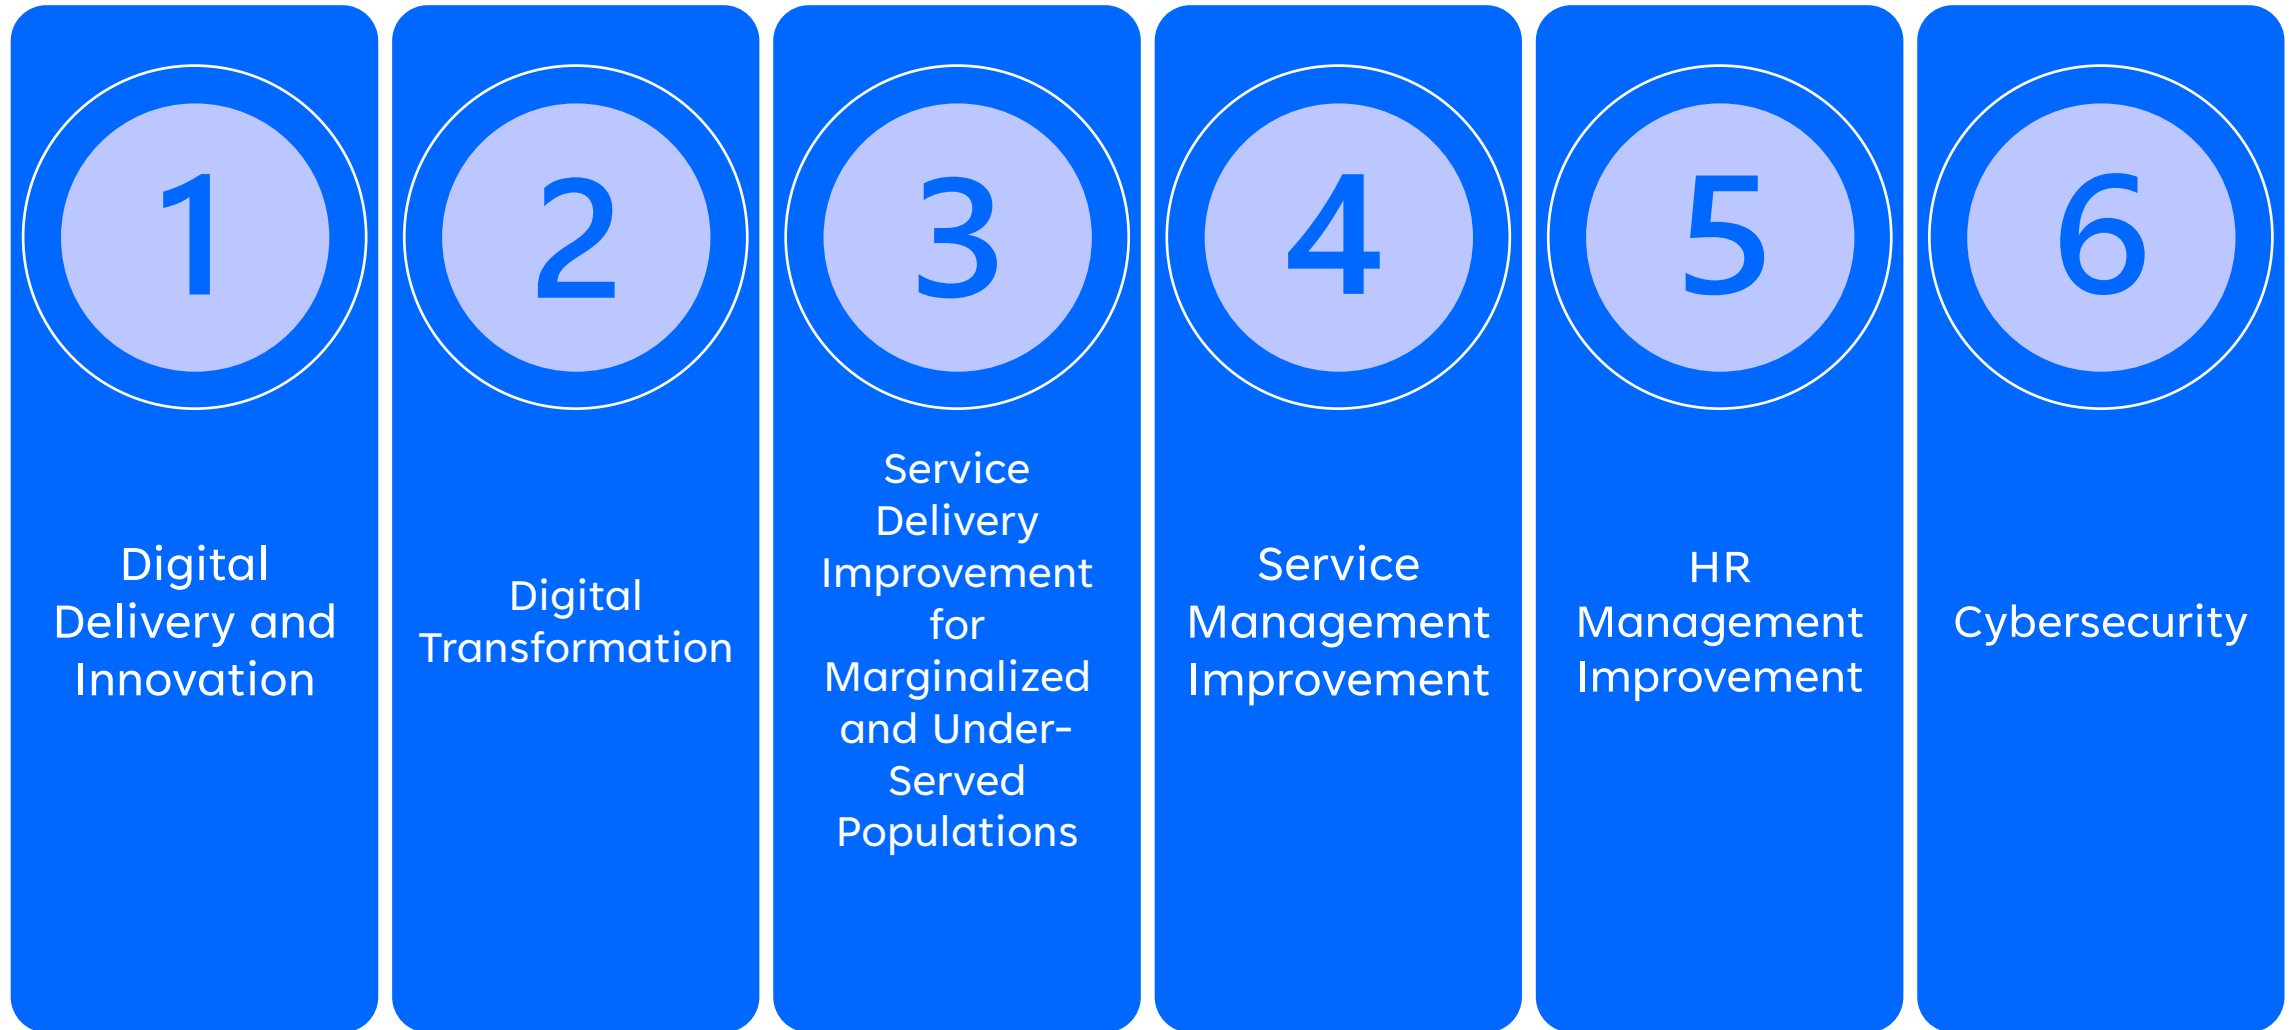 1
Digital
Delivery and
Innovation
2
Digital
Transformation
3
Service
Delivery
Improvement
for
Marginalized
and Under-
Served
Populations
4
Service
Management
Improvement
5
HR
Management
Improvement
6
Cybersecurity